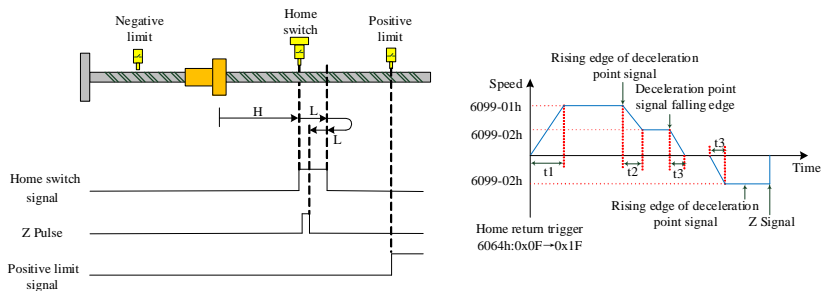 Negative
limit
Home
switch
Positive
limit
H
L
L
Home switch
signal
Z Pulse
Positive limit
signal
Rising edge of deceleration
point signal
Speed
Deceleration point
signal falling edge
6099-01h
6099-02h
t1
t2
t3
t3
Time
6099-02h
Rising edge of deceleration
point signal
Z Signal
Home return trigger
6064h:0x0F→0x1F